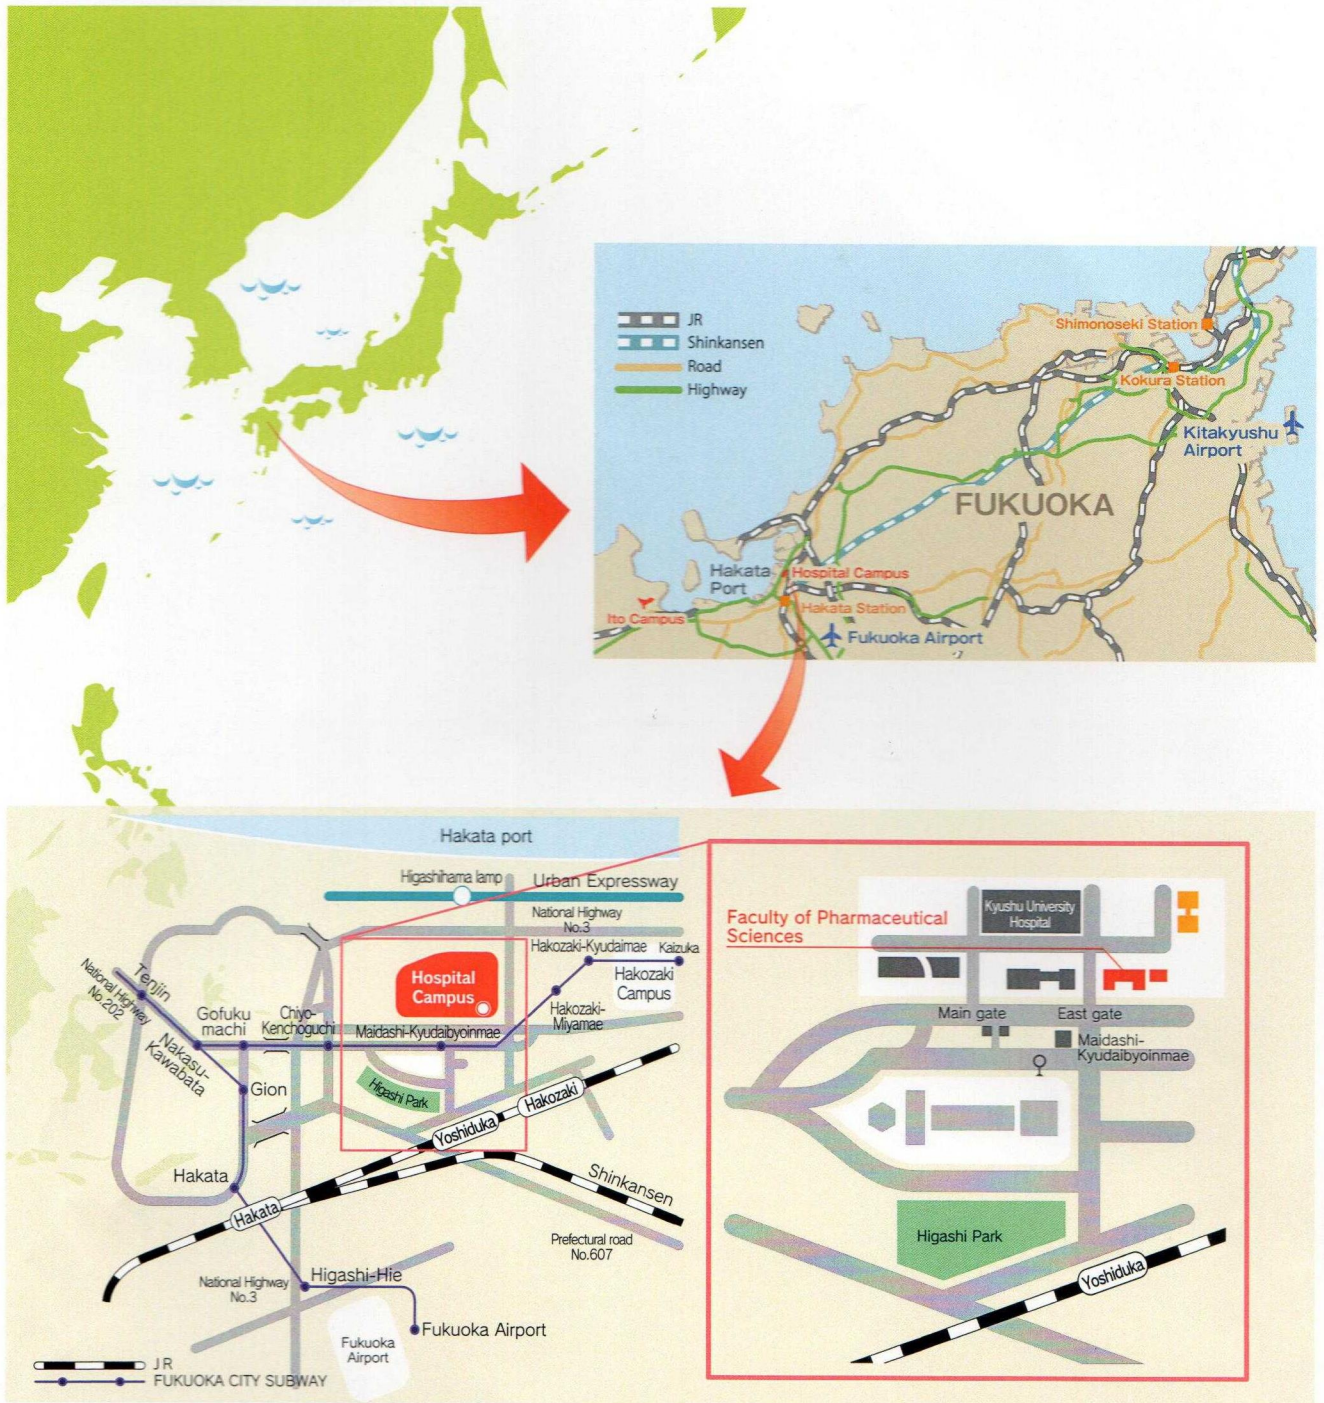 JR
Shinkansen
Road
Highway
Shimonoseki Station
Kokura Station
Kitakyushu
Airport
FUKUOKA
Hakata
Port
Hospital Campus
Hakata Station
Ito Campus
Fukuoka Airport
Hakata port
Higashihama lamp
Urban Expressway
National Highway
No.3
Hakozaki-Kyudaimae
Kaizuka
Hospital
Campus
Hakozaki
Campus
Tenjin
National Highway
No.202
Gofuku
machi
Chiyo-
Kenchoguchi
Maidashi-Kyudaibyoinmae
Hakozaki-
Miyamae
Nakasu-
Kawabata
Gion
Higashi Park
Hakozaki
Yoshiduka
Hakata
Hakata
Shinkansen
Prefectural road
No.607
National Highway
No.3
Higashi-Hie
Fukuoka Airport
Fukuoka
Airport
JR
FUKUOKA CITY SUBWAY
Kyushu University
Hospital
Faculty of Pharmaceutical
Sciences
Main gate
East gate
Maidashi-
Kyudaibyoinmae
Higashi Park
Yoshiduka